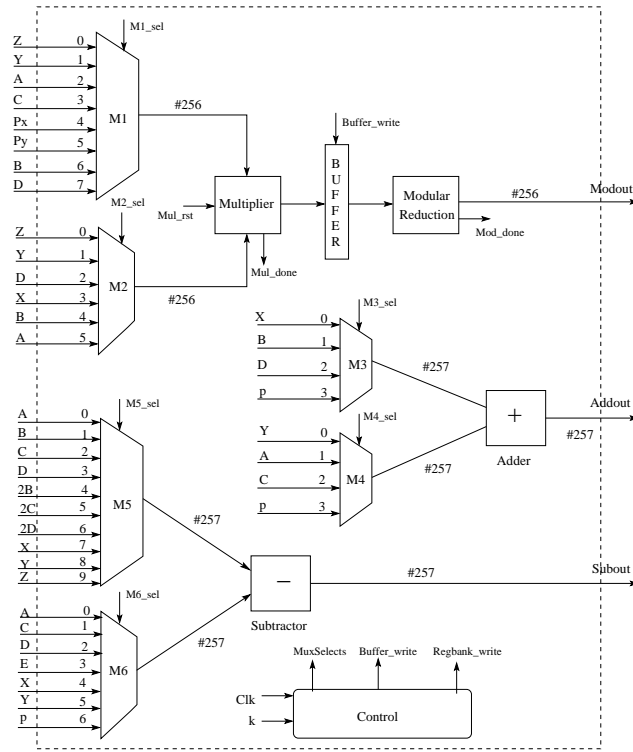 M1_sel
Z 0
Y 1
A 2
C 3
Px 4
Py 5
B 6
D 7
M1
#256
M2_sel
Z 0
Y 1
D 2
X 3
B 4
A 5
M2
#256
Mul_rst
Multiplier
Mul_done
Buffer_write
BUFFER
Modular
Reduction
#256
Modout
Mod_done
M3_sel
X 0
B 1
D 2
p 3
M3
#257
M4_sel
Y 0
A 1
C 2
p 3
M4
#257
+
Adder
Addout
#257
M5_sel
A 0
B 1
C 2
D 3
2B 4
2C 5
2D 6
X 7
Y 8
Z 9
M5
#257
M6_sel
A 0
C 1
D 2
E 3
X 4
Y 5
p 6
M6
#257
−
Subtractor
#257
Subout
MuxSelects
Buffer_write
Regbank_write
Clk
k
Control